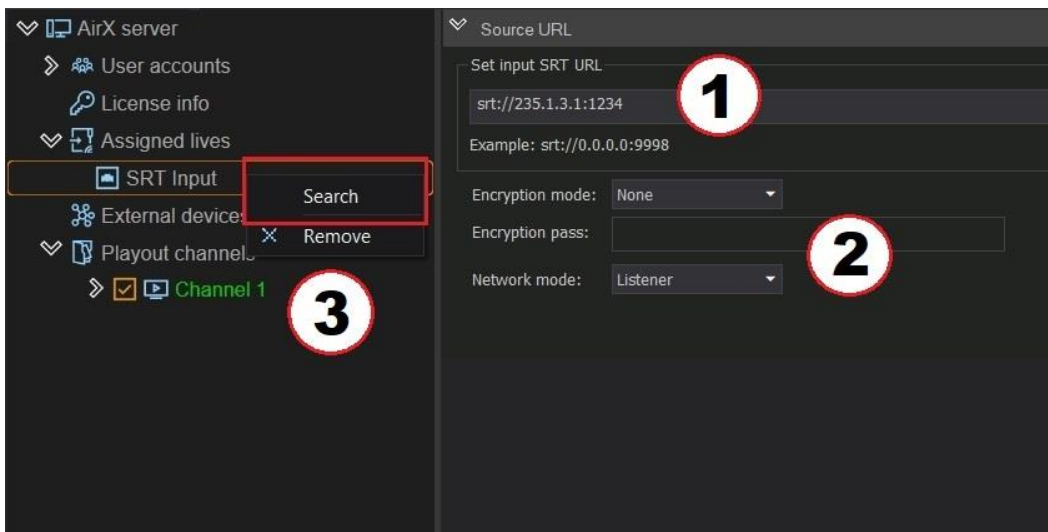 AirX server
User accounts
License info
Assigned lives
SRT Input
Search
External devices
Remove
Playout channels
Channel 1
3
Source URL
Set input SRT URL
srt://235.1.3.1:1234
1
Example: srt://0.0.0.0:9998
Encryption mode: None
Encryption pass:
2
Network mode: Listener